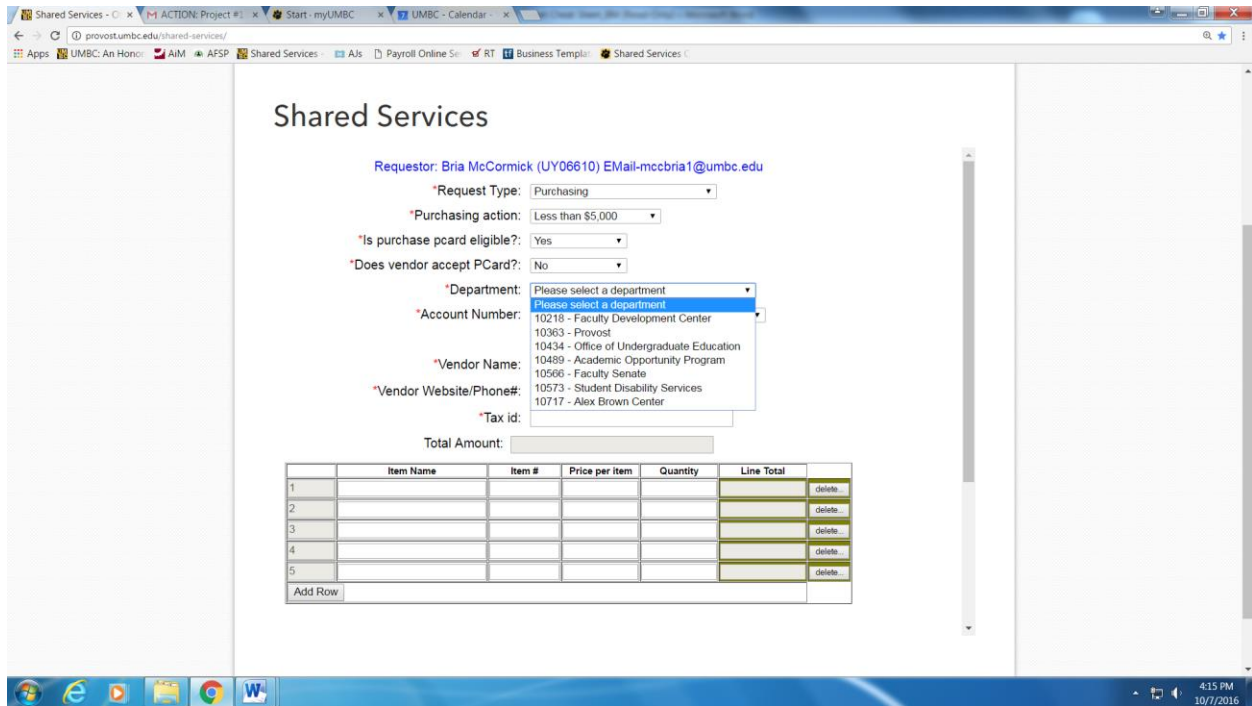 Shared Services - O
M ACTION: Project #1
Start · myUMBC
UMBC - Calendar -
provost.umbc.edu/shared-services/
Apps
UMBC: An Honor
AiM
AFSP
Shared Services -
AJs
Payroll Online Se
RT
Business Templa
Shared Services C
Shared Services
Requestor: Bria McCormick (UY06610) EMail-mccbria1@umbc.edu
*Request Type: Purchasing
*Purchasing action: Less than $5,000
*Is purchase pcard eligible?: Yes
*Does vendor accept PCard?: No
*Department: Please select a department
Please select a department
*Account Number:
10218 - Faculty Development Center
10363 - Provost
10434 - Office of Undergraduate Education
10489 - Academic Opportunity Program
*Vendor Name:
10566 - Faculty Senate
10573 - Student Disability Services
*Vendor Website/Phone#:
10717 - Alex Brown Center
*Tax id:
Total Amount:
Item Name Item # Price per item Quantity Line Total
1 delete...
2 delete...
3 delete...
4 delete...
5 delete...
Add Row
4:15 PM
10/7/2016